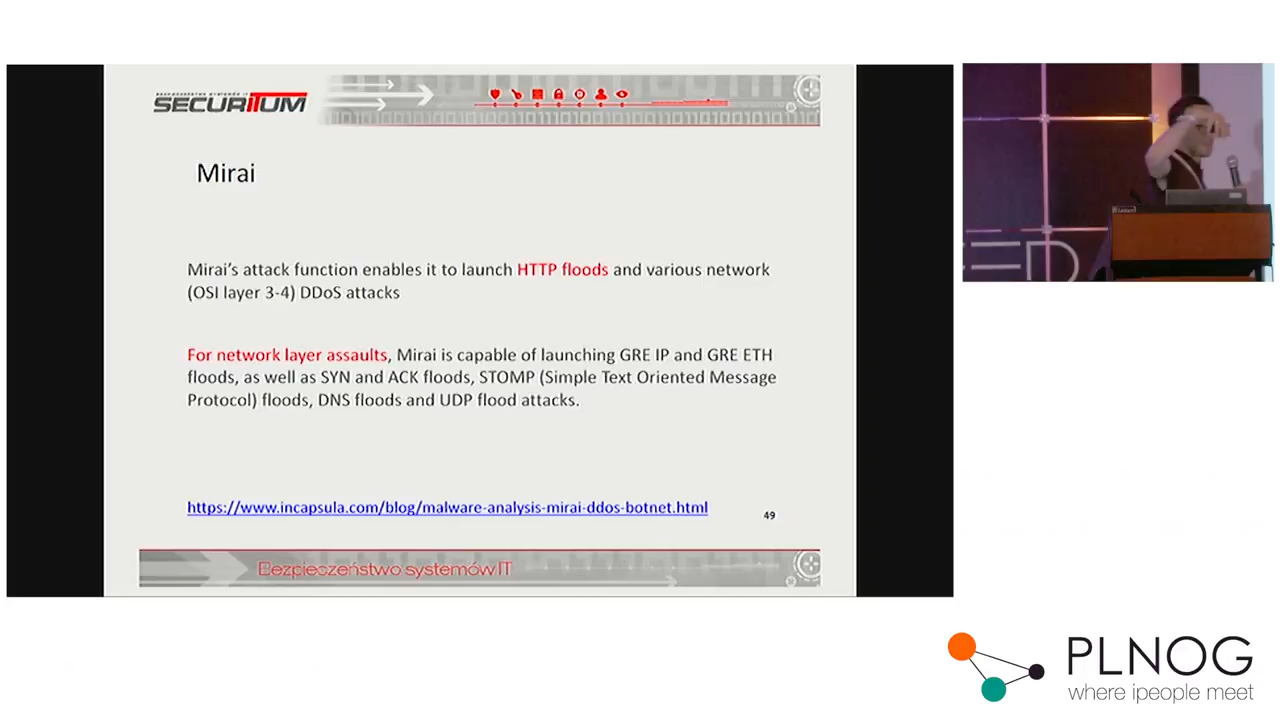 SECURITUM
Mirai
Mirai's attack function enables it to launch HTTP floods and various network
(OSI layer 3-4) DDoS attacks
For network layer assaults, Mirai is capable of launching GRE IP and GRE ETH
floods, as well as SYN and ACK floods, STOMP (Simple Text Oriented Message
Protocol) floods, DNS floods and UDP flood attacks.
https://www.incapsula.com/blog/malware-analysis-mirai-ddos-botnet.html
49
Bezpieczeństwo systemów IT
PLNOG
where ipeople meet